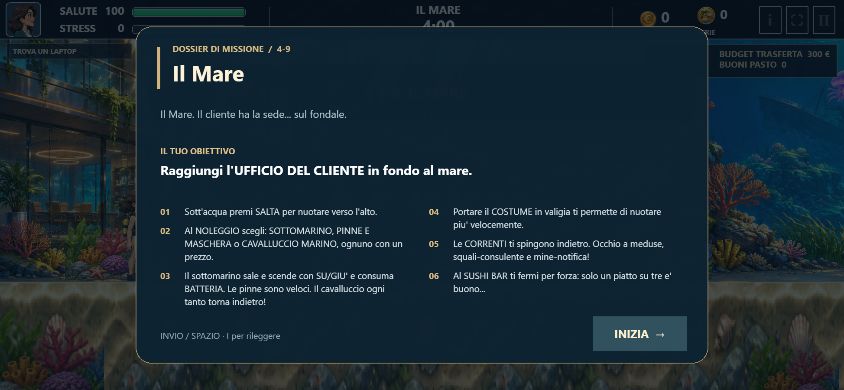 SALUTE 100
STRESS 0
IL MARE
4:00
0
0
TROVA UN LAPTOP
BUDGET TRASFERTA 300 €
BUONI PASTO 0
DOSSIER DI MISSIONE / 4-9
Il Mare
Il Mare. Il cliente ha la sede... sul fondale.
IL TUO OBIETTIVO
Raggiungi l'UFFICIO DEL CLIENTE in fondo al mare.
01 Sott'acqua premi SALTA per nuotare verso l'alto.
02 Al NOLEGGIO scegli: SOTTOMARINO, PINNE E
MASCHERA o CAVALLUCCIO MARINO, ognuno con un
prezzo.
03 Il sottomarino sale e scende con SU/GIU' e consuma
BATTERIA. Le pinne sono veloci. Il cavalluccio ogni
tanto torna indietro!
04 Portare il COSTUME in valigia ti permette di nuotare
piu' velocemente.
05 Le CORRENTI ti spingono indietro. Occhio a meduse,
squali-consulente e mine-notifica!
06 Al SUSHI BAR ti fermi per forza: solo un piatto su tre e'
buono...
INVIO / SPAZIO · I per rileggere
INIZIA →